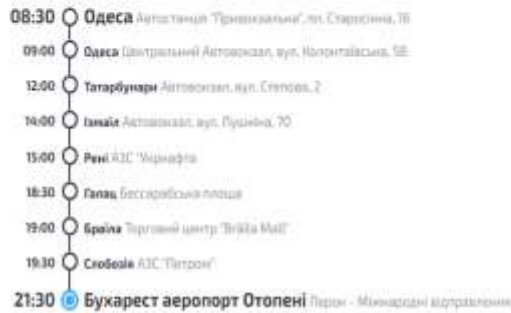 08:30 Одеса Автостанція "Привокзальна", пл. Старосінна, 1Б
09:00 Одеса Центральний Автовокзал, вул. Колонтаївська, 58
12:00 Татарбунари Автовокзал, вул. Степова, 2
14:00 Ізмаїл Автовокзал, вул. Пушкіна, 70
15:00 Рені АЗС "Укрнафта
18:30 Галац Бессарабська площа
19:00 Браїла Торговий центр "Brăila Mall"
19:30 Слобозія АЗС "Петром"
21:30 Бухарест аеропорт Отопені Перон - Міжнародні відправлення